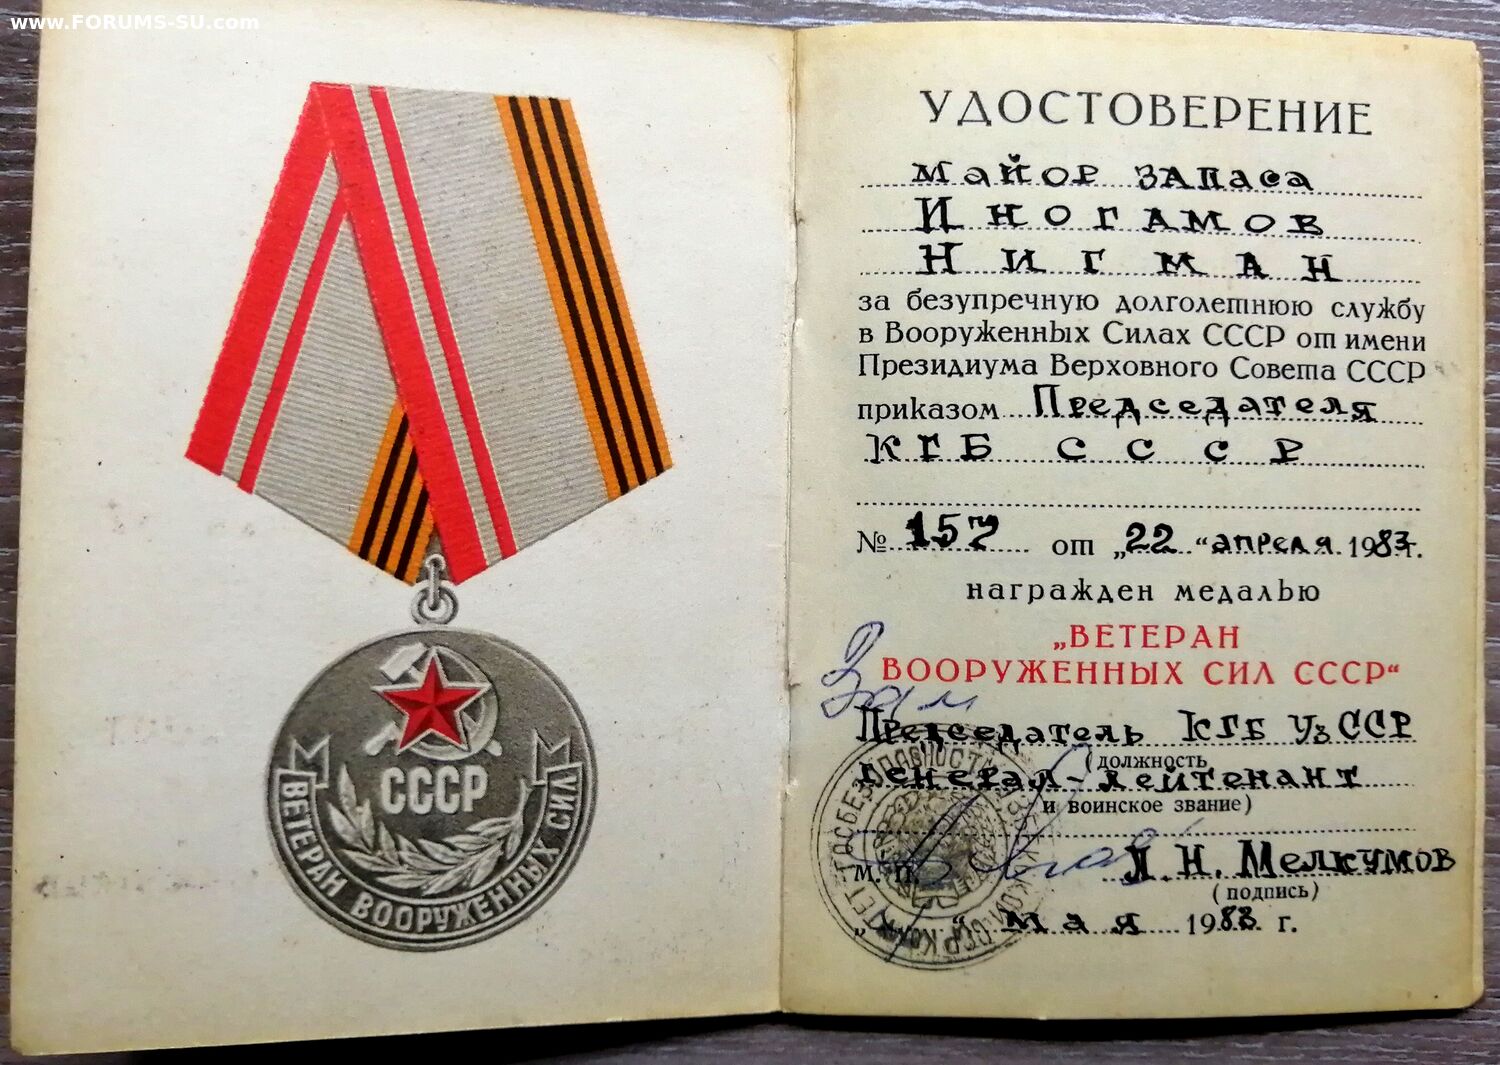 www.FORUMS-SU.com
СССР
ВЕТЕРАН ВООРУЖЕННЫХ СИЛ
УДОСТОВЕРЕНИЕ
майор запаса
Иногамов
Нигман
за безупречную долголетнюю службу
в Вооруженных Силах СССР от имени
Президиума Верховного Совета СССР
приказом Председателя
КГБ СССР
№ 157 от „22“ апреля 1983 г.
награжден медалью
„ВЕТЕРАН
ВООРУЖЕННЫХ СИЛ СССР“
Зам
Председатель КГБ УзССР
(должность
генерал-лейтенант
и воинское звание)
М. П. Л. Н. Мелкумов
(подпись)
мая 1983 г.